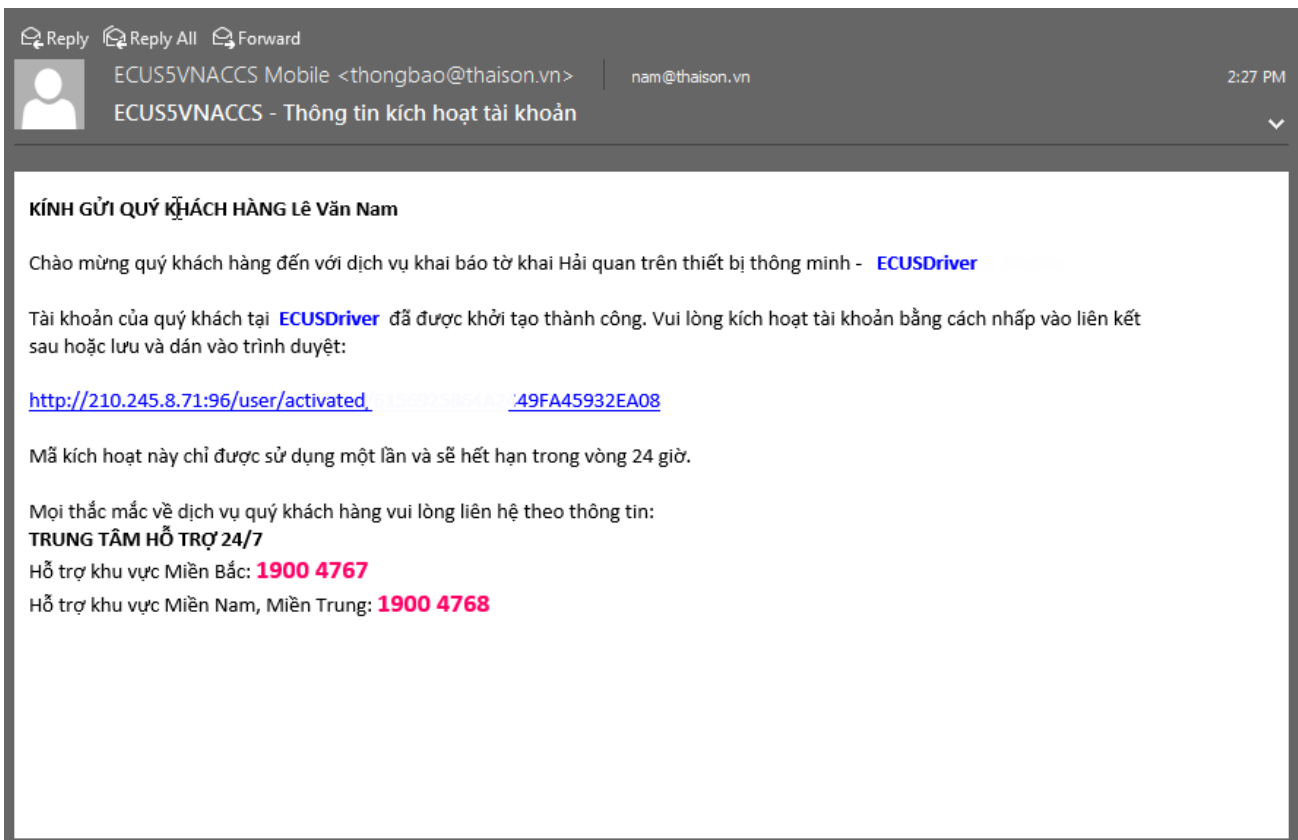 Reply Reply All Forward
ECUS5VNACCS Mobile <thongbao@thaison.vn> nam@thaison.vn 2:27 PM
ECUS5VNACCS - Thông tin kích hoạt tài khoản
KÍNH GỬI QUÝ KHÁCH HÀNG Lê Văn Nam
Chào mừng quý khách hàng đến với dịch vụ khai báo tờ khai Hải quan trên thiết bị thông minh - ECUSDriver
Tài khoản của quý khách tại ECUSDriver đã được khởi tạo thành công. Vui lòng kích hoạt tài khoản bằng cách nhấp vào liên kết
sau hoặc lưu và dán vào trình duyệt:
http://210.245.8.71:96/user/activated, 49FA45932EA08
Mã kích hoạt này chỉ được sử dụng một lần và sẽ hết hạn trong vòng 24 giờ.
Mọi thắc mắc về dịch vụ quý khách hàng vui lòng liên hệ theo thông tin:
TRUNG TÂM HỖ TRỢ 24/7
Hỗ trợ khu vực Miền Bắc: 1900 4767
Hỗ trợ khu vực Miền Nam, Miền Trung: 1900 4768